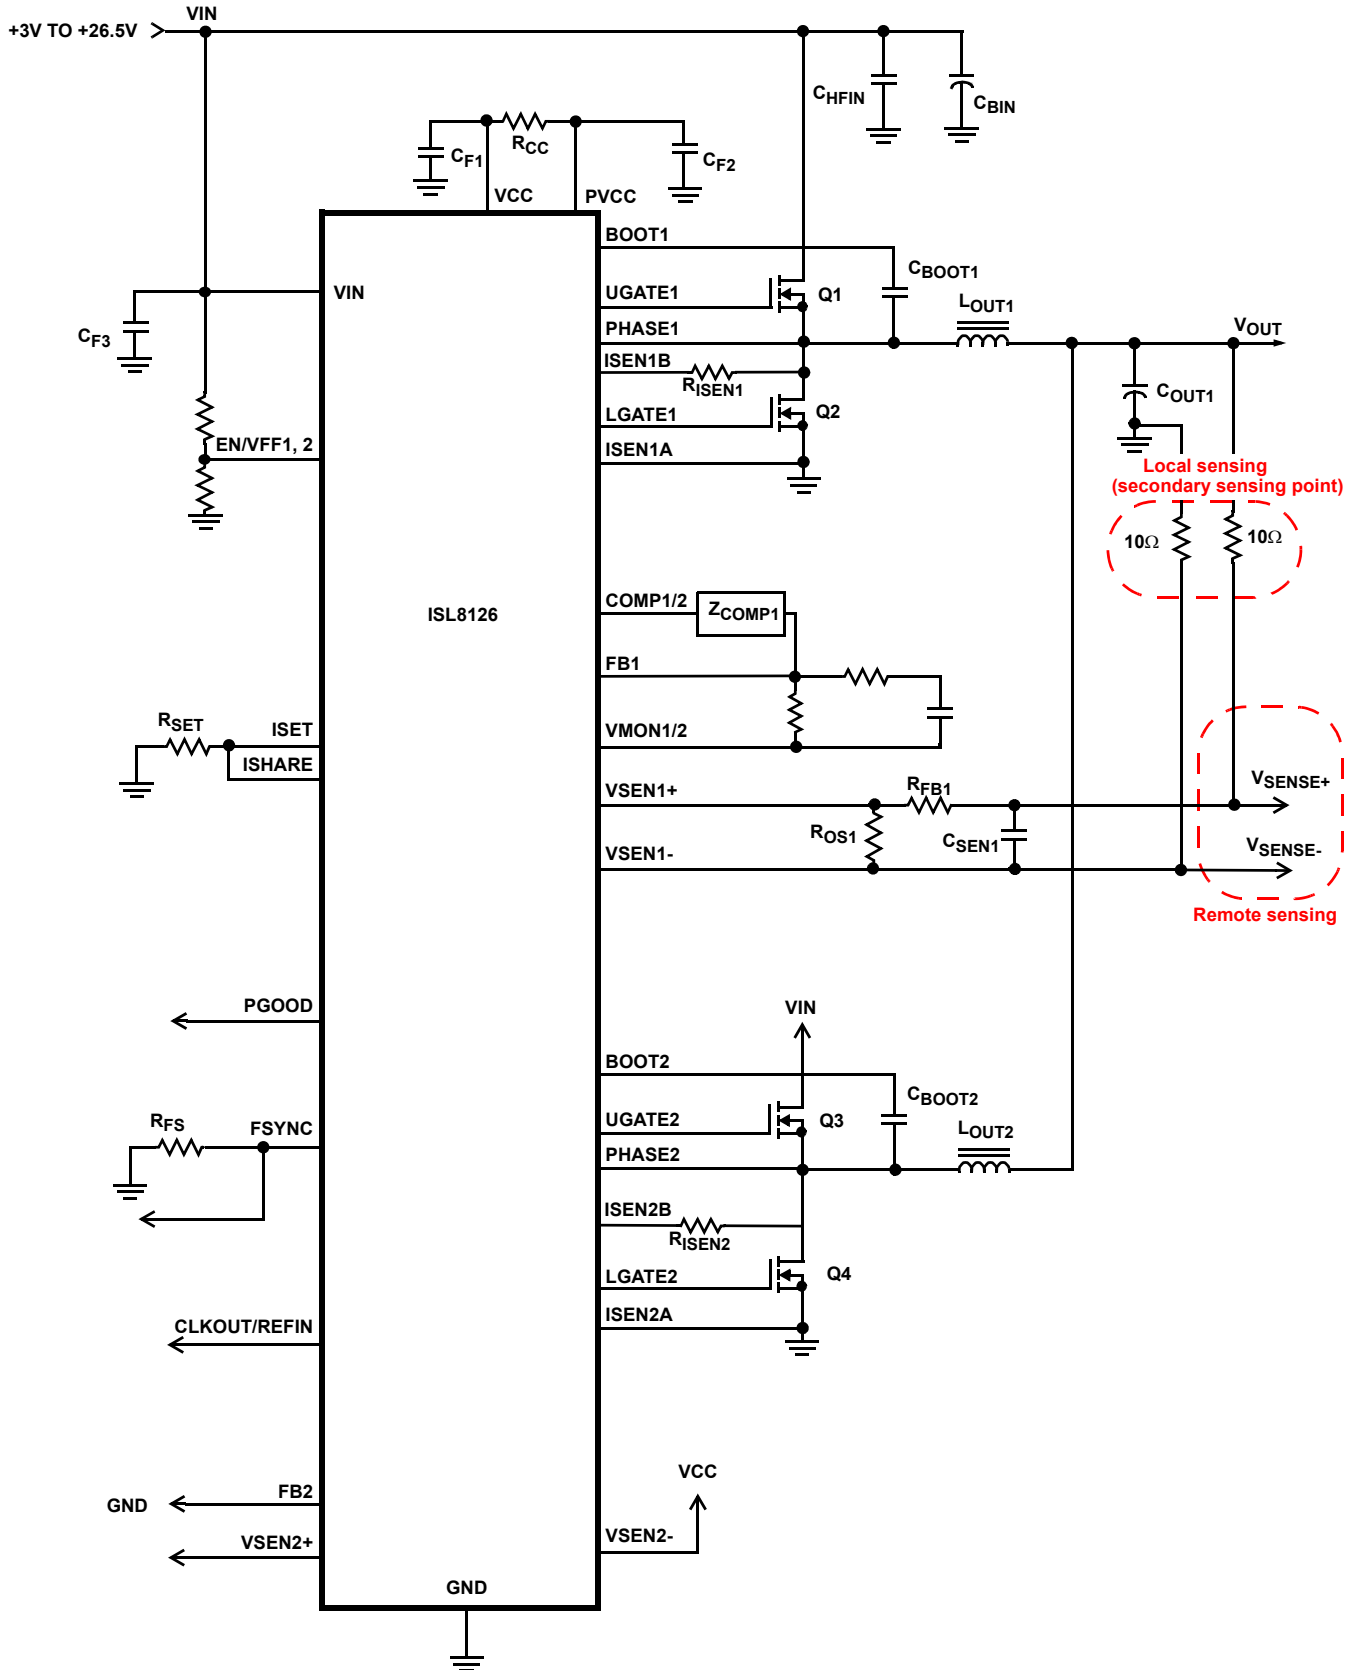 VIN
+3V TO +26.5V
CHFIN
CBIN
CF1
RCC
CF2
VCC
PVCC
BOOT1
CBOOT1
VIN
UGATE1
Q1
LOUT1
CF3
PHASE1
VOUT
ISEN1B
RISEN1
COUT1
LGATE1
Q2
EN/VFF1, 2
ISEN1A
Local sensing
(secondary sensing point)
10Ω
10Ω
COMP1/2
ZCOMP1
ISL8126
FB1
RSET
ISET
VMON1/2
ISHARE
VSEN1+
RFB1
VSENSE+
ROS1
CSEN1
VSEN1-
VSENSE-
Remote sensing
PGOOD
VIN
BOOT2
CBOOT2
RFS
FSYNC
UGATE2
Q3
LOUT2
PHASE2
ISEN2B
RISEN2
LGATE2
Q4
CLKOUT/REFIN
ISEN2A
VCC
GND
FB2
VSEN2+
VSEN2-
GND